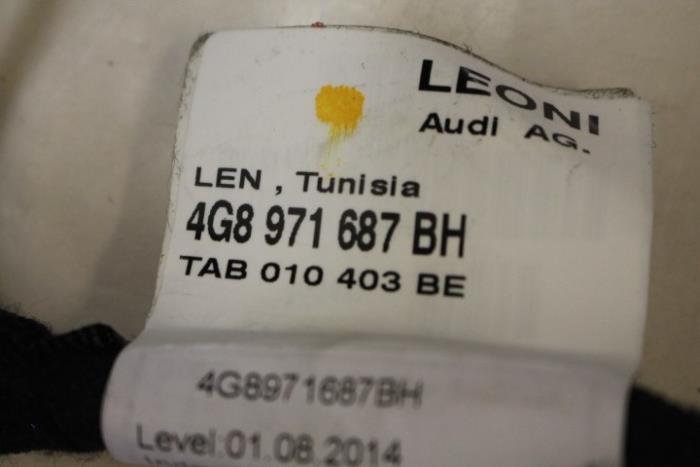 LEONI
Audi AG.
LEN , Tunisia
4G8 971 687 BH
TAB 010 403 BE
4G8971687BH
Level:01.08.2014